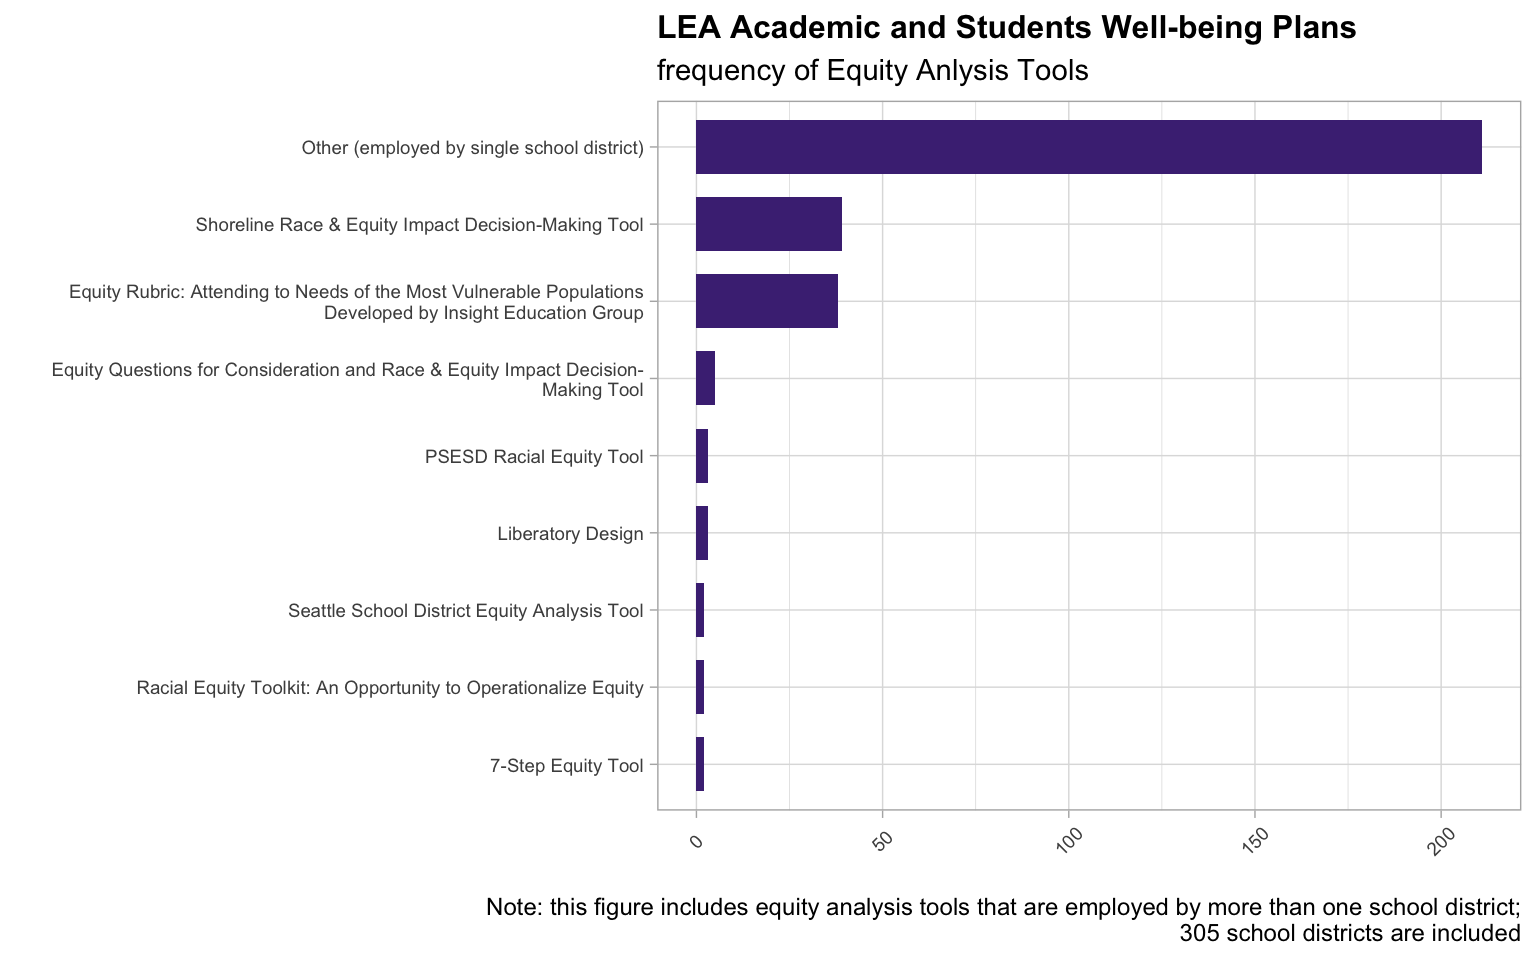 LEA Academic and Students Well-being Plans
frequency of Equity Anlysis Tools
Other (employed by single school district)
Shoreline Race & Equity Impact Decision-Making Tool
Equity Rubric: Attending to Needs of the Most Vulnerable Populations
Developed by Insight Education Group
Equity Questions for Consideration and Race & Equity Impact Decision-
Making Tool
PSESD Racial Equity Tool
Liberatory Design
Seattle School District Equity Analysis Tool
Racial Equity Toolkit: An Opportunity to Operationalize Equity
7-Step Equity Tool
0
50
100
150
200
Note: this figure includes equity analysis tools that are employed by more than one school district;
305 school districts are included